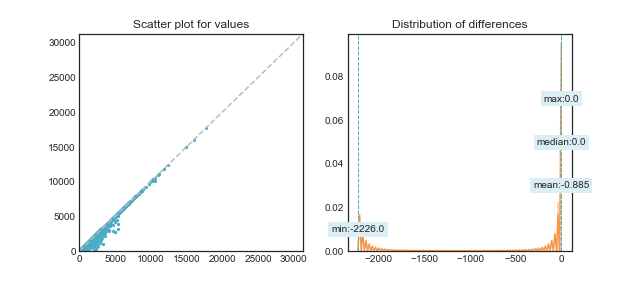 Scatter plot for values
30000
25000
20000
15000
10000
5000
0
0 5000 10000 15000 20000 25000 30000
Distribution of differences
0.08
0.06
0.04
0.02
0.00
max:0.0
median:0.0
mean:-0.885
min:-2226.0
−2000 −1500 −1000 −500 0